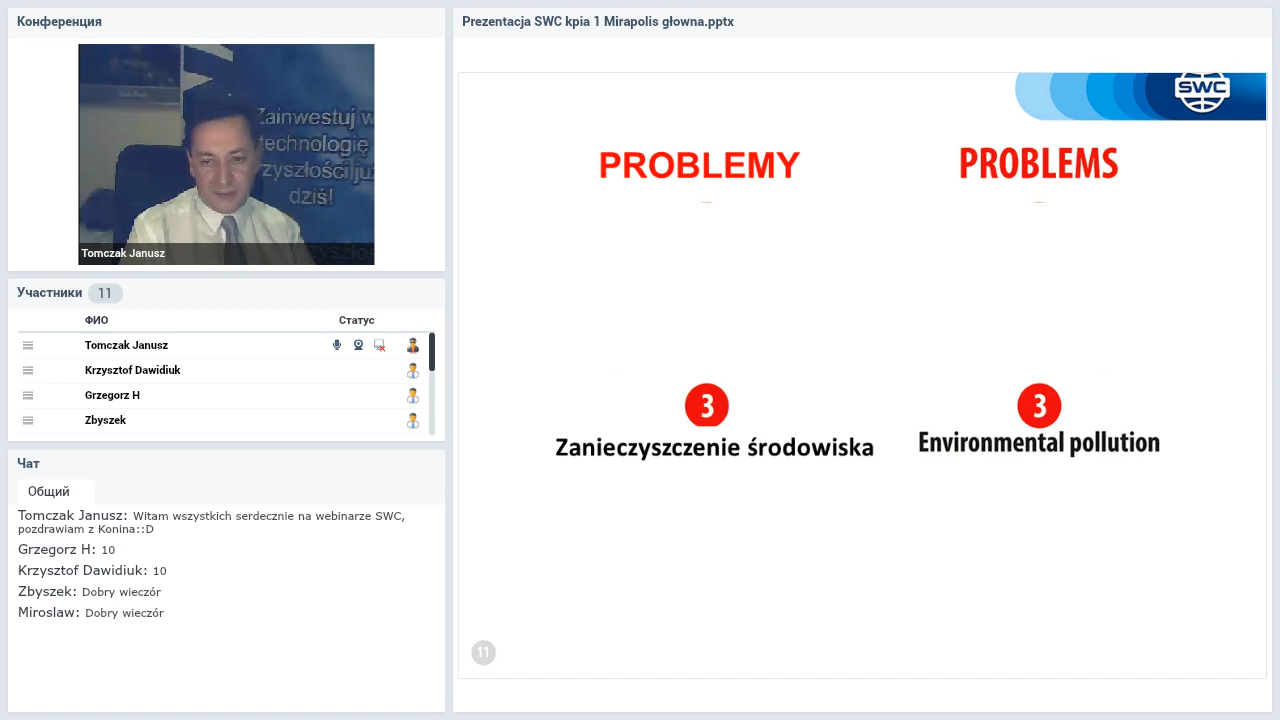 Конференция
Zainwestuj w
technologię
dziś!
Tomczak Janusz
Участники 11
ФИО Статус
Tomczak Janusz
Krzysztof Dawidiuk
Grzegorz H
Zbyszek
Чат
Общий
Tomczak Janusz: Witam wszystkich serdecznie na webinarze SWC,
pozdrawiam z Konina::D
Grzegorz H: 10
Krzysztof Dawidiuk: 10
Zbyszek: Dobry wieczór
Miroslaw: Dobry wieczór
Prezentacja SWC kpia 1 Mirapolis głowna.pptx
SWC
PROBLEMY PROBLEMS
3 3
Zanieczyszczenie środowiska Environmental pollution
11